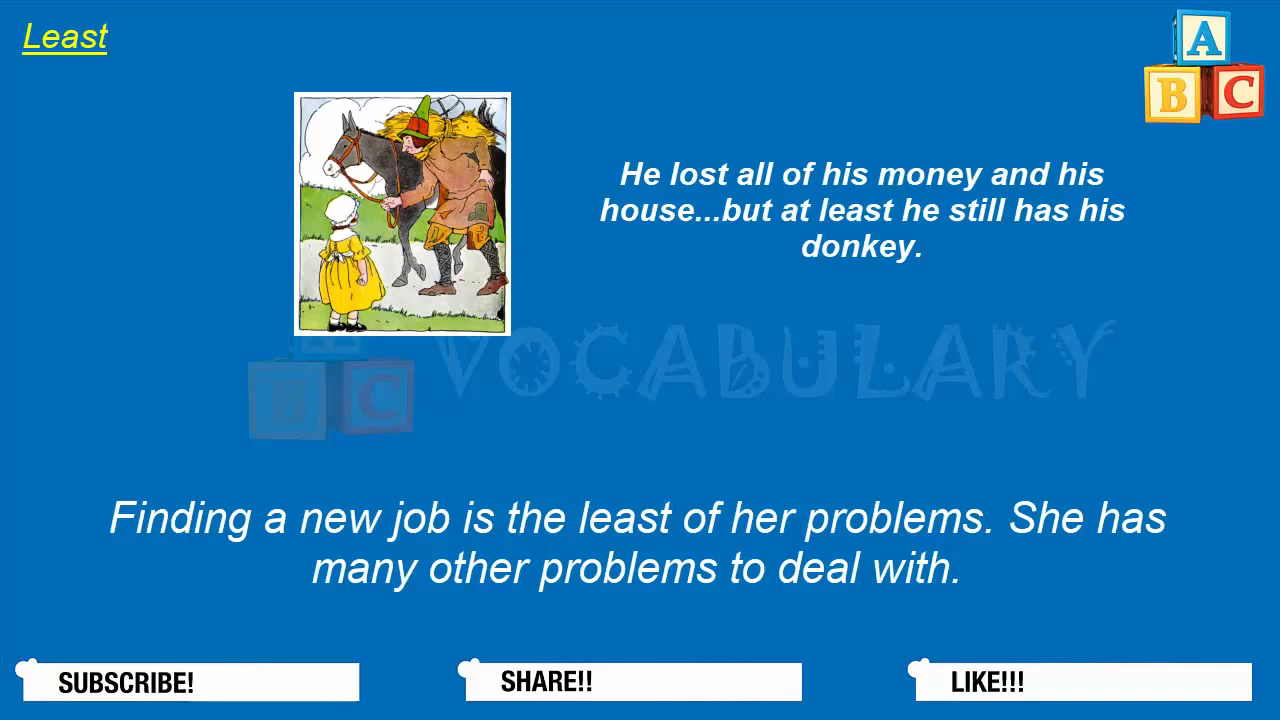 Least
A
B C
He lost all of his money and his
house...but at least he still has his
donkey.
B C
VOCABULARY
Finding a new job is the least of her problems. She has
many other problems to deal with.
SUBSCRIBE!
SHARE!!
LIKE!!!